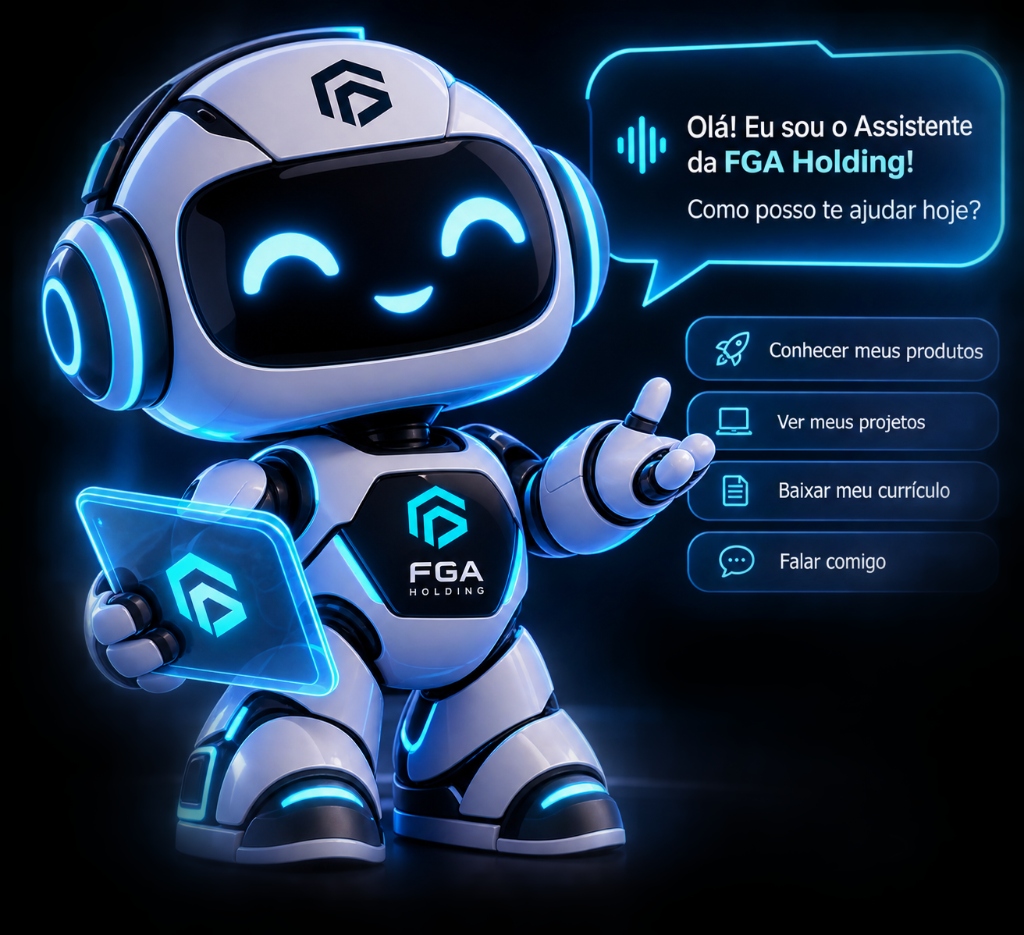 Olá! Eu sou o Assistente
da FGA Holding!
Como posso te ajudar hoje?
Conhecer meus produtos
Ver meus projetos
Baixar meu currículo
Falar comigo
FGA
HOLDING